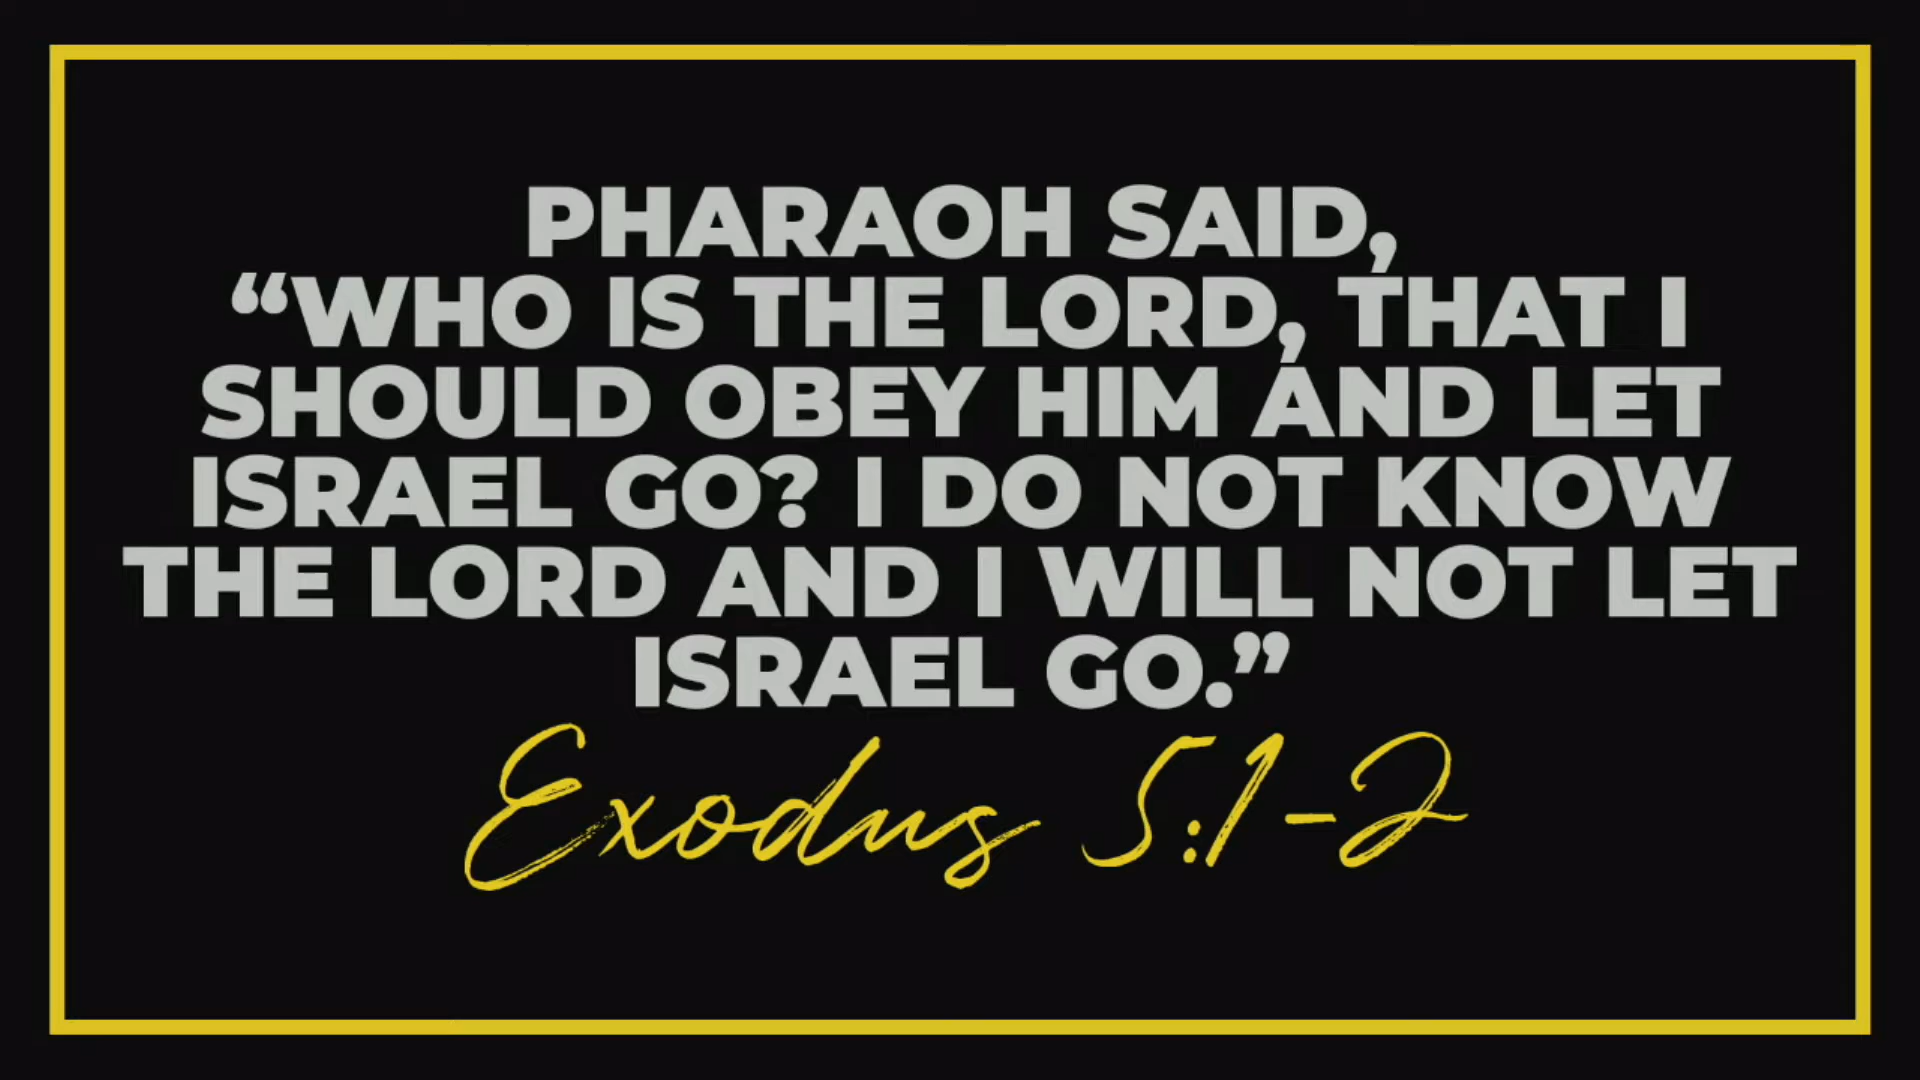 PHARAOH SAID,
“WHO IS THE LORD, THAT I
SHOULD OBEY HIM AND LET
ISRAEL GO? I DO NOT KNOW
THE LORD AND I WILL NOT LET
ISRAEL GO.”
Exodus 5:1-2